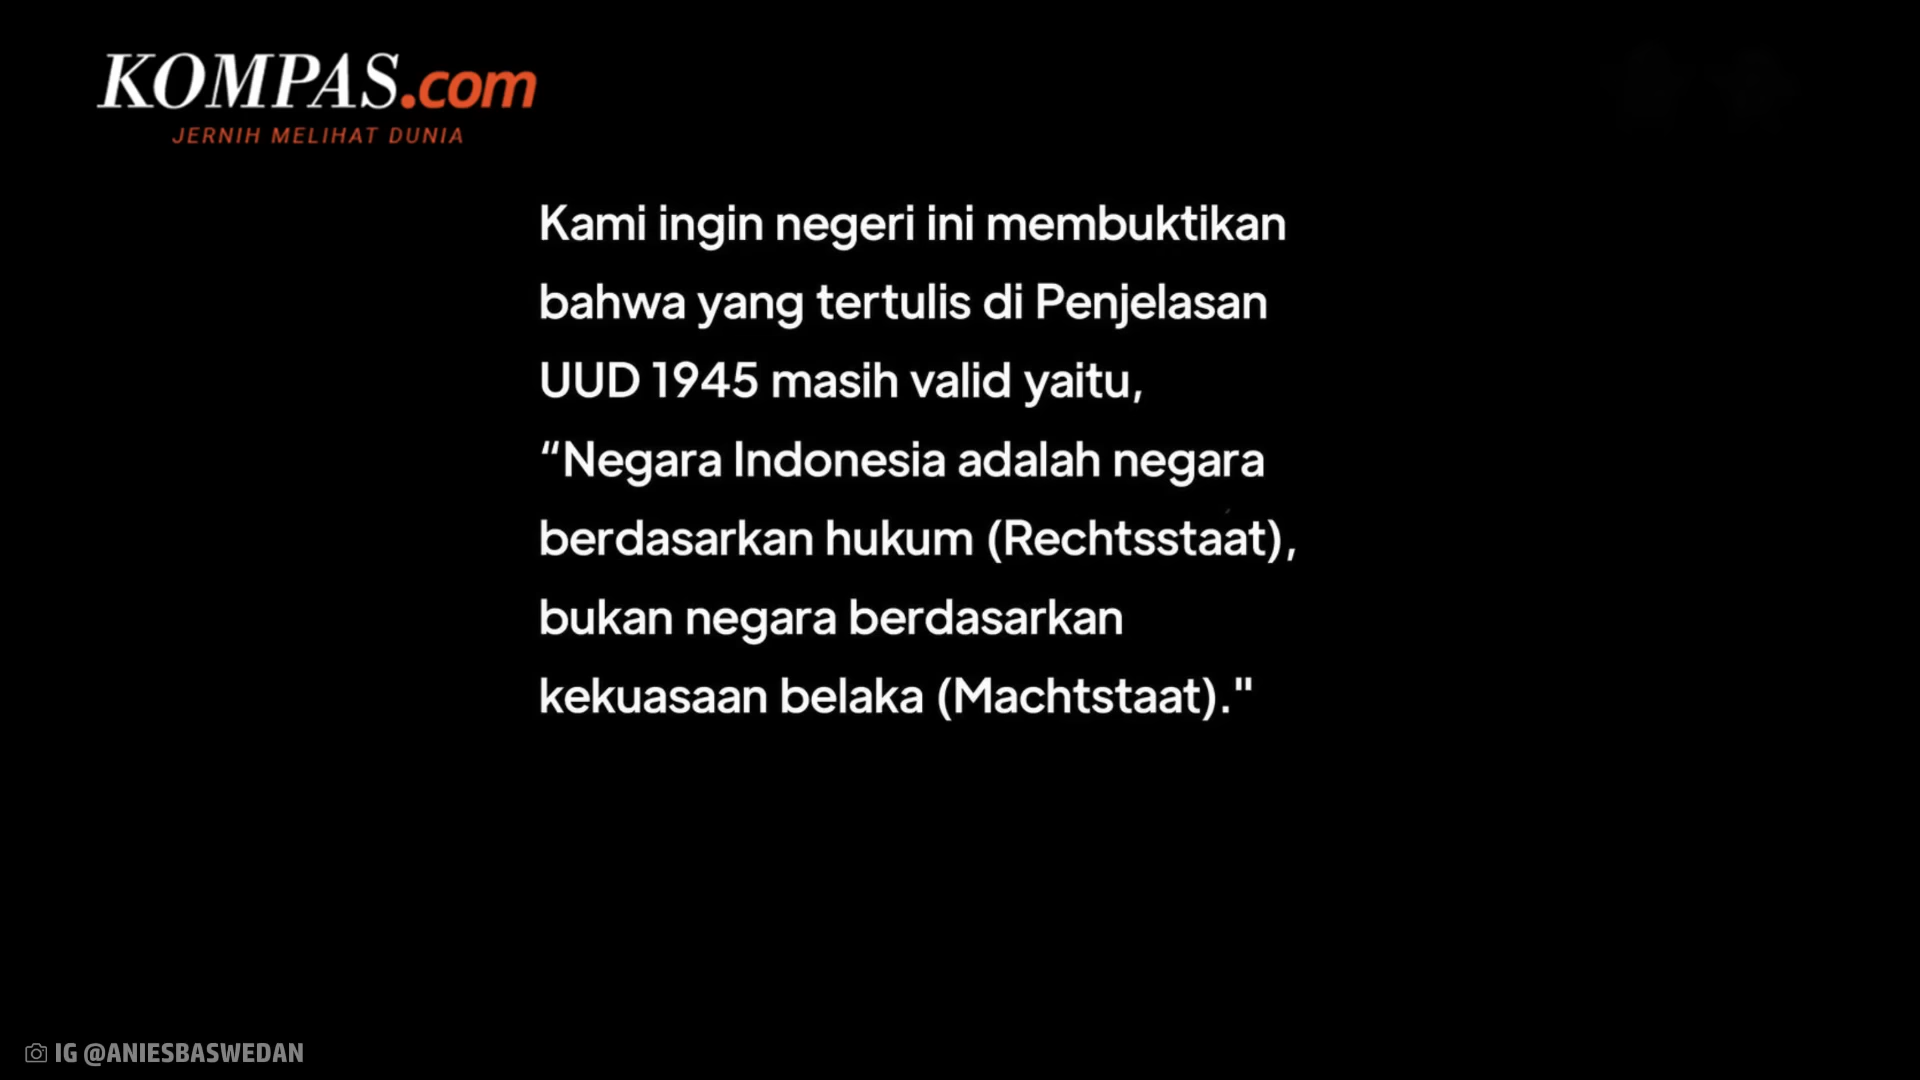 KOMPAS.com
JERNIH MELIHAT DUNIA
Kami ingin negeri ini membuktikan
bahwa yang tertulis di Penjelasan
UUD 1945 masih valid yaitu,
“Negara Indonesia adalah negara
berdasarkan hukum (Rechtsstaat),
bukan negara berdasarkan
kekuasaan belaka (Machtstaat)."
IG @ANIESBASWEDAN